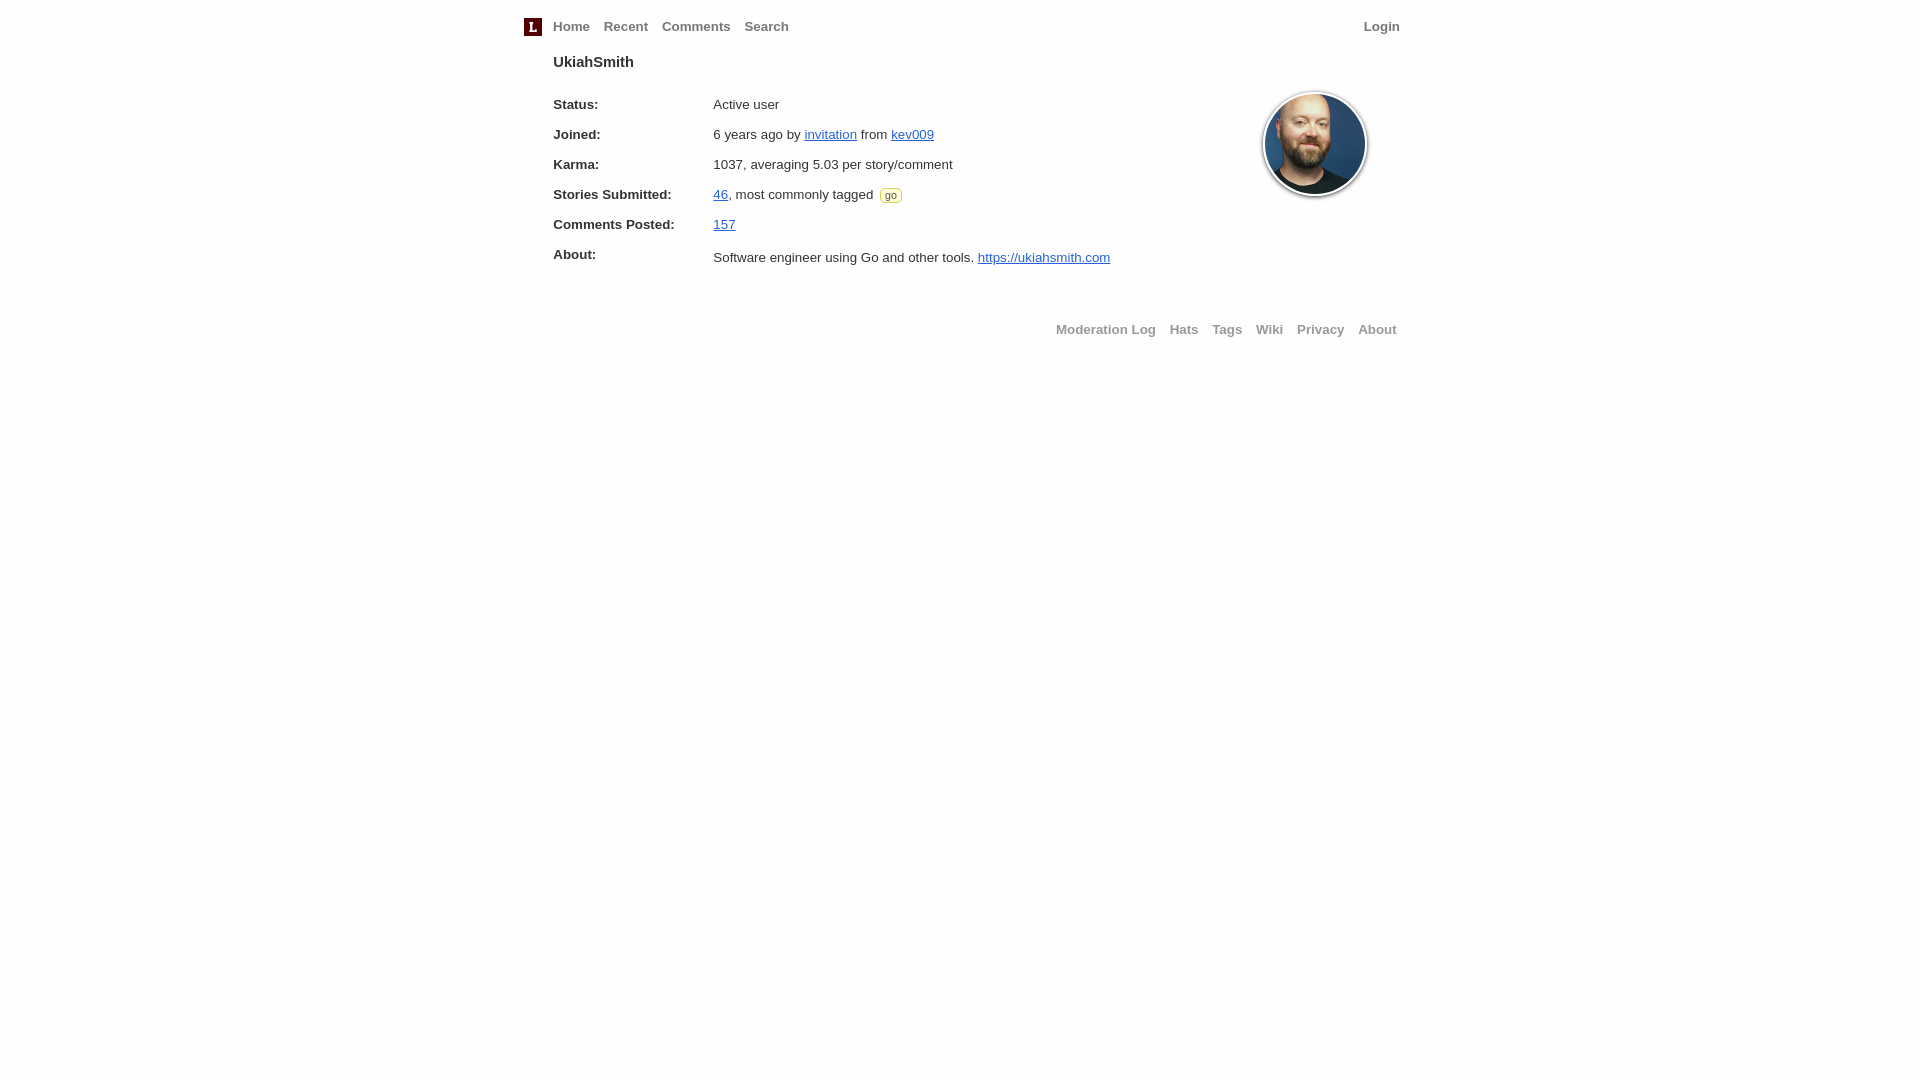 L Home Recent Comments Search Login
UkiahSmith
Status: Active user
Joined: 6 years ago by invitation from kev009
Karma: 1037, averaging 5.03 per story/comment
Stories Submitted: 46, most commonly tagged go
Comments Posted: 157
About: Software engineer using Go and other tools. https://ukiahsmith.com
Moderation Log Hats Tags Wiki Privacy About